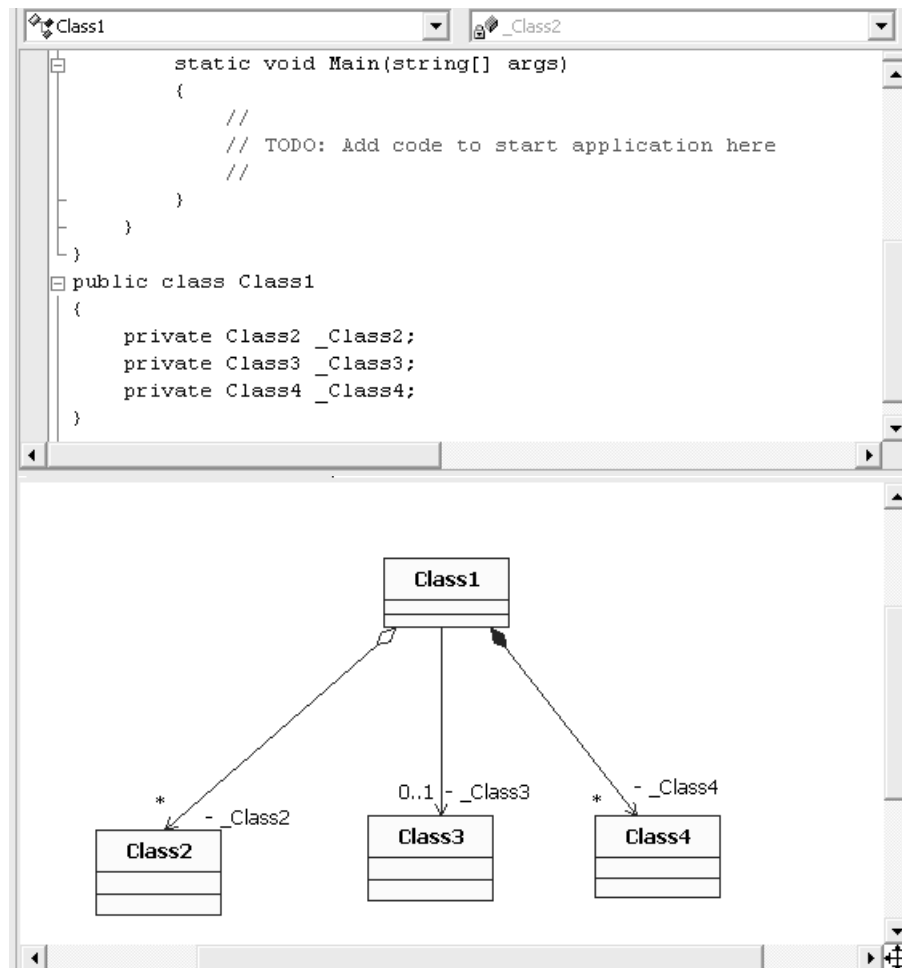 Class1 _Class2
static void Main(string[] args)
{
//
// TODO: Add code to start application here
//
}
}
}
public class Class1
{
private Class2 _Class2;
private Class3 _Class3;
private Class4 _Class4;
}
Class1
* - _Class2
0..1 - _Class3
* - _Class4
Class2
Class3
Class4